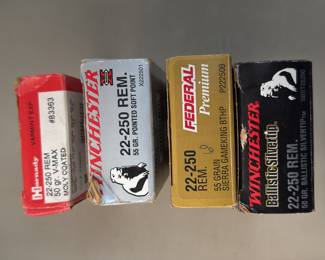 VARMINT EXP
#83363
Hornady
22-250 REM
50 gr. V-MAX
MOLY COATED
X222501
WINCHESTER
22-250 REM.
55 GR. POINTED SOFT POINT
P22250B
FEDERAL
Premium
22-250
REM.
55 GRAIN
SIERRA GAMEKING BTHP
WINCHESTER
Ballistic Silvertip
22-250 REM.
50 GR. BALLISTIC SILVERTIP